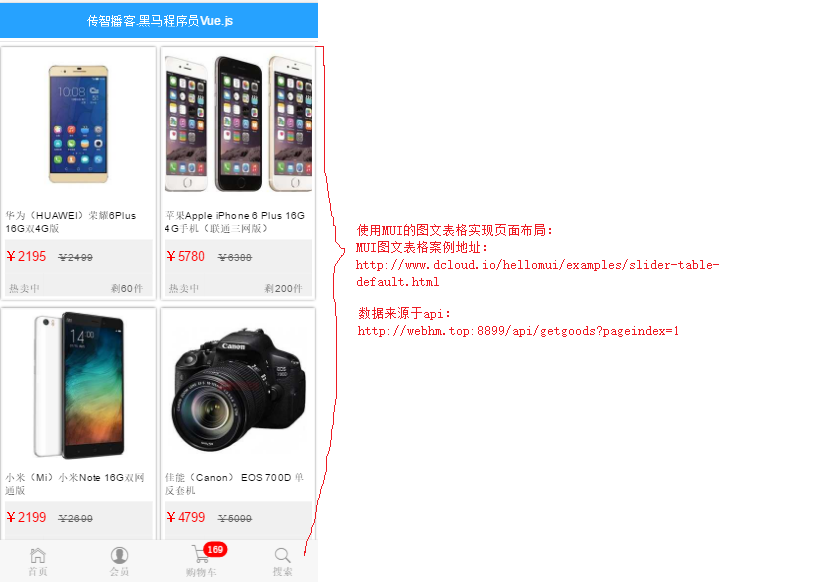 传智播客.黑马程序员Vue.js
华为（HUAWEI）荣耀6Plus
16G双4G版
苹果Apple iPhone 6 Plus 16G
4G手机（联通三网版）
￥2195 ￥2499
￥5780 ￥6388
热卖中 剩60件
热卖中 剩200件
使用MUI的图文表格实现页面布局：
MUI图文表格案例地址：
http://www.dcloud.io/hellomui/examples/slider-table-
default.html
数据来源于api：
http://webhm.top:8899/api/getgoods?pageindex=1
Canon
小米（Mi）小米Note 16G双网
通版
佳能（Canon） EOS 700D 单
反套机
￥2199 ￥2699
￥4799 ￥5099
169
首页
会员
购物车
搜索